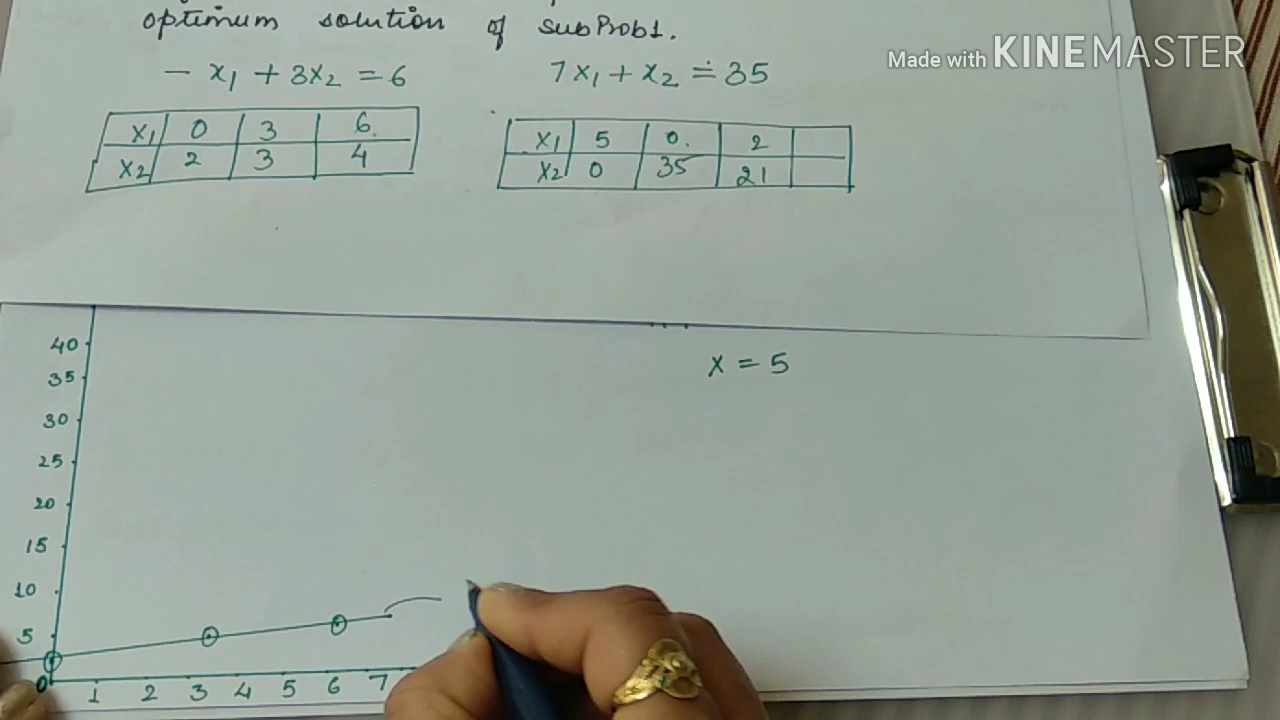 optimum solution of subProb1.
Made with KINEMASTER
- x₁ + 3x₂ = 6
7x₁ + x₂ = 35
x₁ 0 3 6
x₂ 2 3 4
x₁ 5 0 2
x₂ 0 35 21
x = 5
40
35
30
25
20
15
10
5
0
1 2 3 4 5 6 7